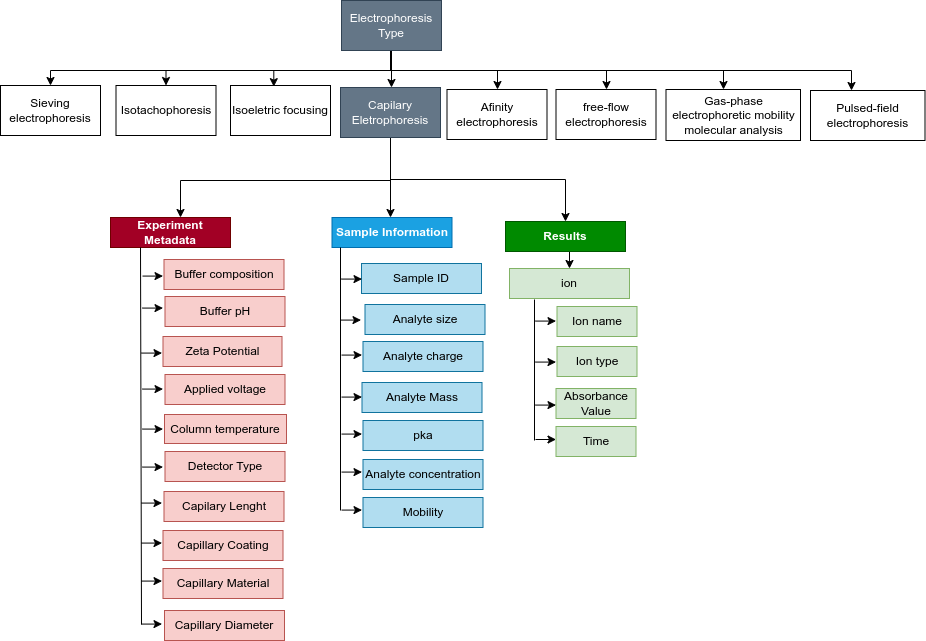 Electrophoresis
Type
Sieving
electrophoresis
Isotachophoresis
Isoeletric focusing
Capilary
Eletrophoresis
Afinity
electrophoresis
free-flow
electrophoresis
Gas-phase
electrophoretic mobility
molecular analysis
Pulsed-field
electrophoresis
Experiment
Metadata
Buffer composition
Buffer pH
Zeta Potential
Applied voltage
Column temperature
Detector Type
Capilary Lenght
Capillary Coating
Capillary Material
Capillary Diameter
Sample Information
Sample ID
Analyte size
Analyte charge
Analyte Mass
pka
Analyte concentration
Mobility
Results
ion
Ion name
Ion type
Absorbance
Value
Time